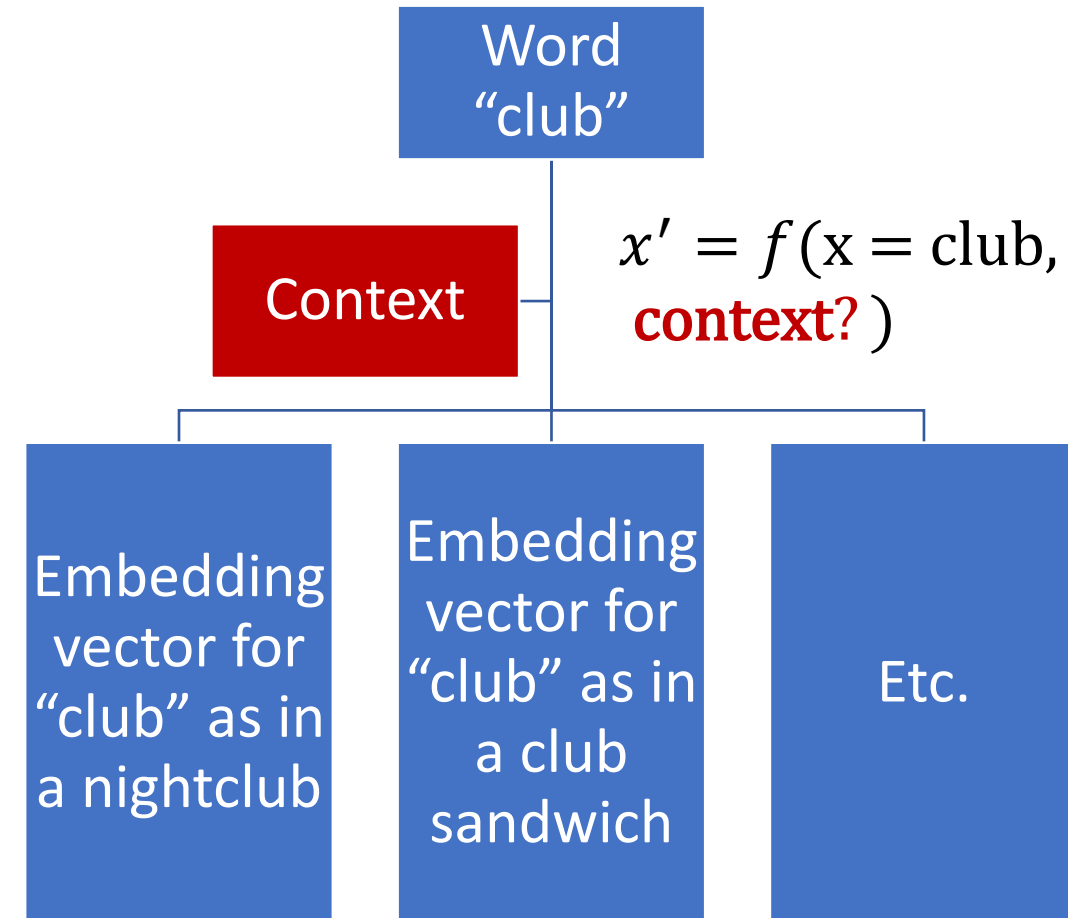 Word
“club”
Context
x′ = f(x = club,
context? )
Embedding
vector for
“club” as in
a nightclub
Embedding
vector for
“club” as in
a club
sandwich
Etc.